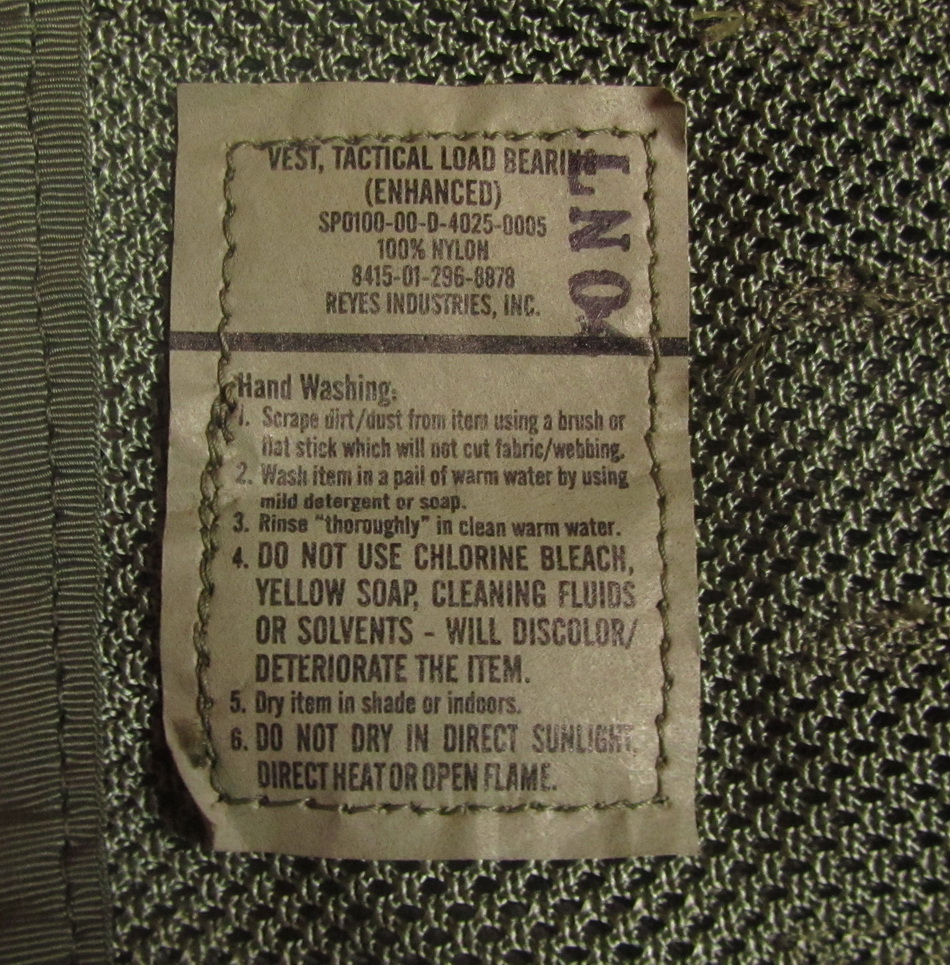 VEST, TACTICAL LOAD BEARING
(ENHANCED)
SPO100-00-D-4025-0005
100% NYLON
8415-01-296-8878
REYES INDUSTRIES, INC.
Hand Washing:
1. Scrape dirt/dust from item using a brush or
flat stick which will not cut fabric/webbing.
2. Wash item in a pail of warm water by using
mild detergent or soap.
3. Rinse "thoroughly" in clean warm water.
4. DO NOT USE CHLORINE BLEACH,
YELLOW SOAP, CLEANING FLUIDS
OR SOLVENTS - WILL DISCOLOR/
DETERIORATE THE ITEM.
5. Dry item in shade or indoors.
6. DO NOT DRY IN DIRECT SUNLIGHT,
DIRECT HEAT OR OPEN FLAME.